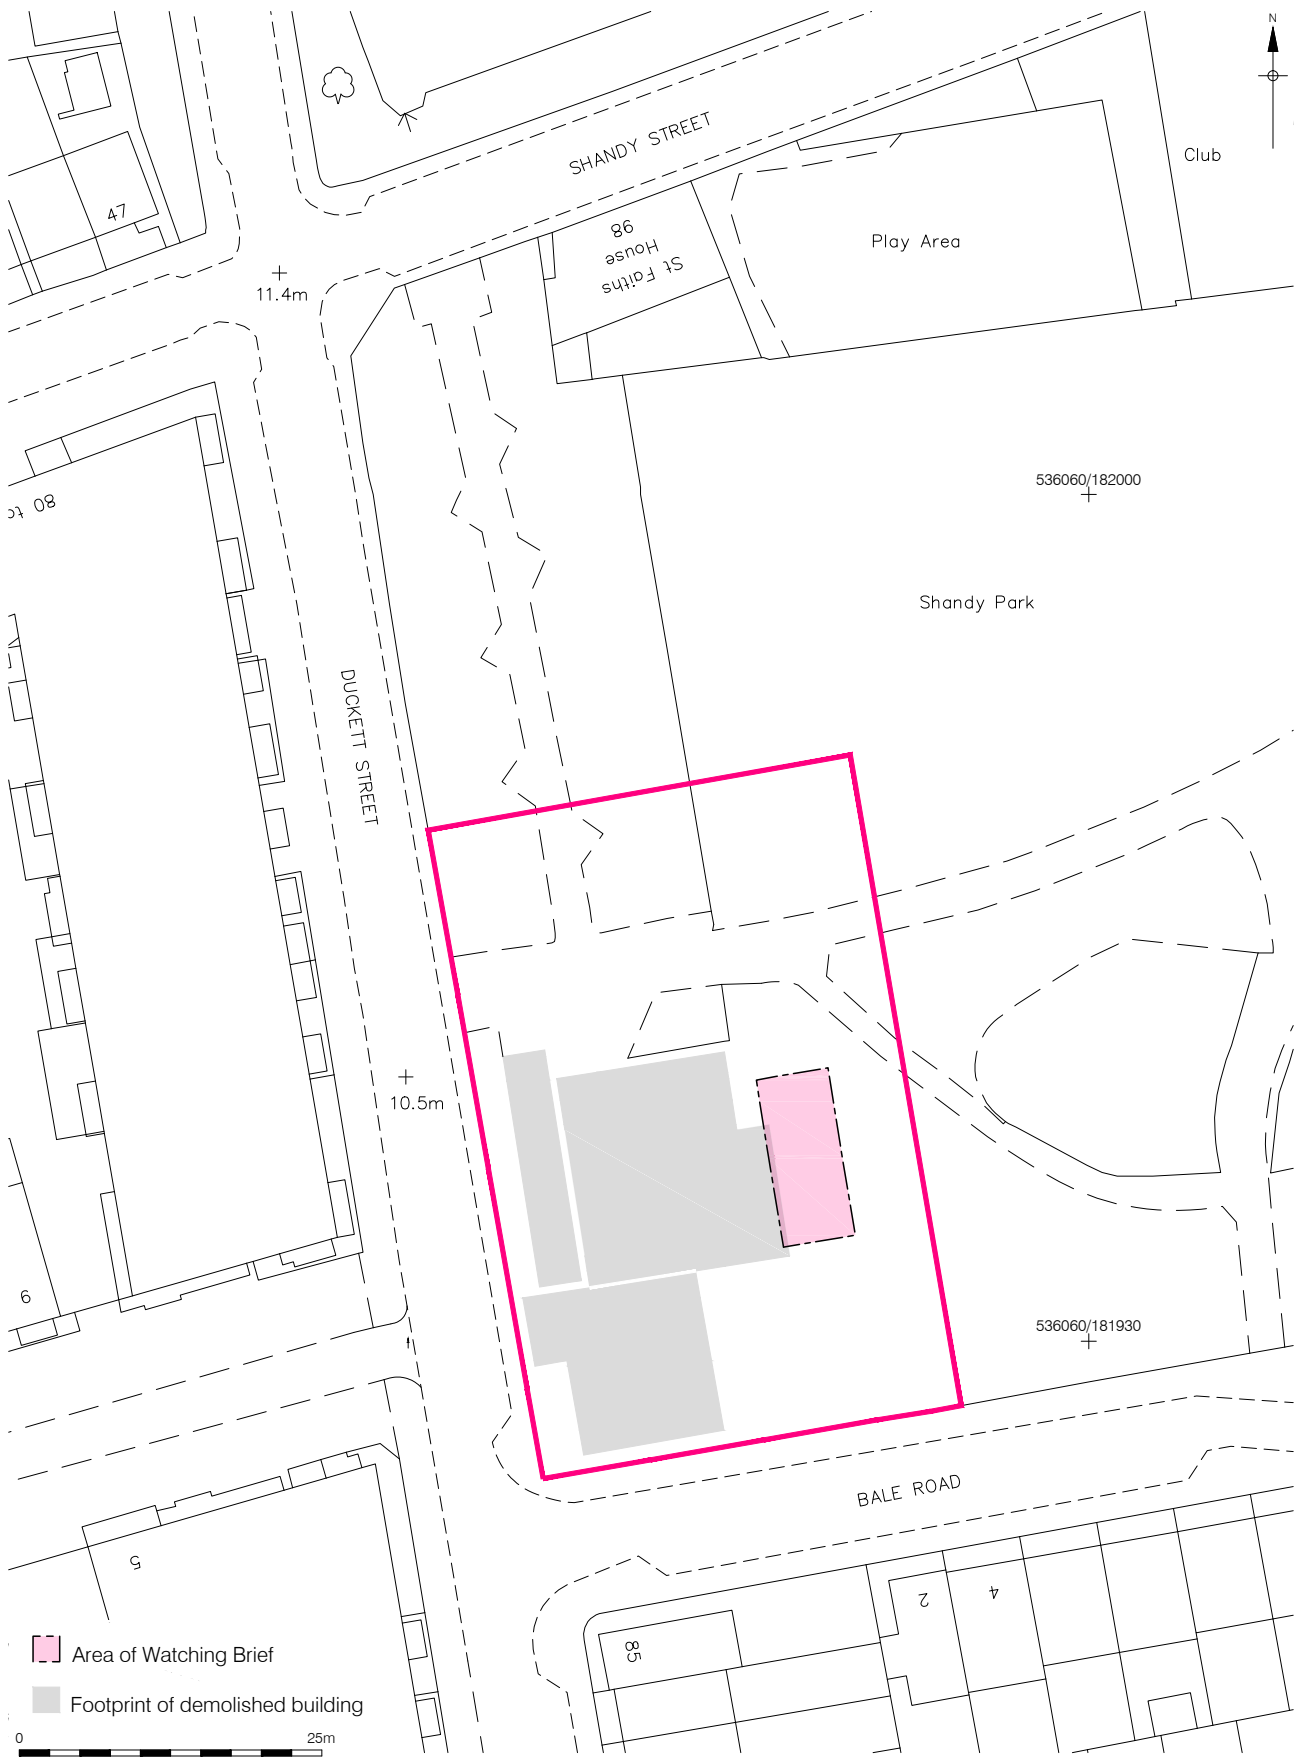 N
SHANDY STREET
Club
47
98
House
St Faiths
Play Area
11.4m
536060/182000
80 to
Shandy Park
DUCKETT STREET
10.5m
6
536060/181930
BALE ROAD
5
2
4
85
Area of Watching Brief
Footprint of demolished building
0
25m